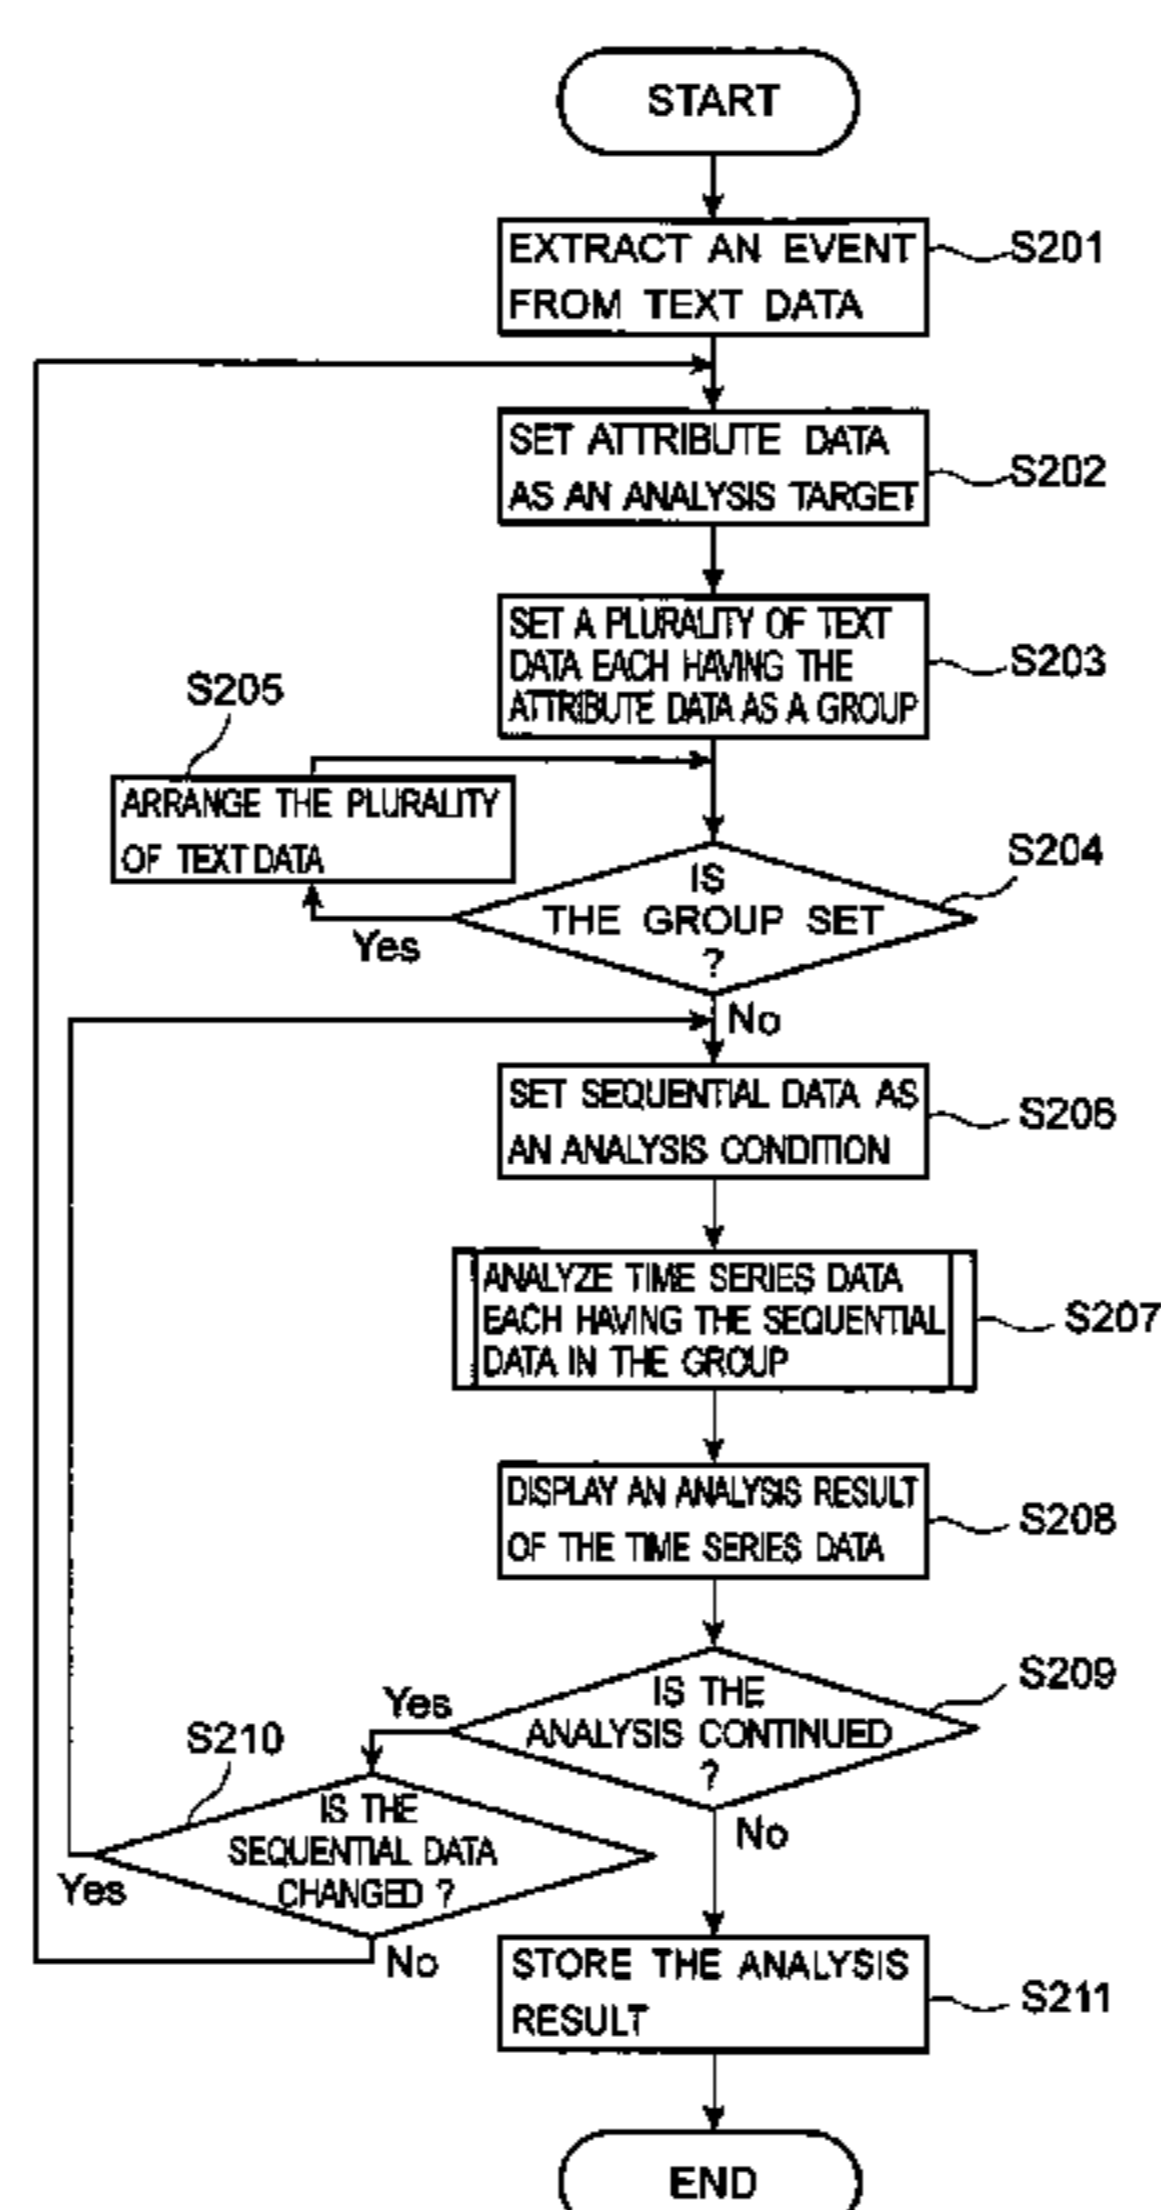 START
EXTRACT AN EVENT
FROM TEXT DATA
S201
SET ATTRIBUTE DATA
AS AN ANALYSIS TARGET
S202
SET A PLURALITY OF TEXT
DATA EACH HAVING THE
ATTRIBUTE DATA AS A GROUP
S203
S205
ARRANGE THE PLURALITY
OF TEXT DATA
IS
THE GROUP SET
?
S204
Yes
No
SET SEQUENTIAL DATA AS
AN ANALYSIS CONDITION
S206
ANALYZE TIME SERIES DATA
EACH HAVING THE SEQUENTIAL
DATA IN THE GROUP
S207
DISPLAY AN ANALYSIS RESULT
OF THE TIME SERIES DATA
S208
IS THE
ANALYSIS CONTINUED
?
S209
Yes
No
S210
IS THE
SEQUENTIAL DATA
CHANGED ?
Yes
No
STORE THE ANALYSIS
RESULT
S211
END